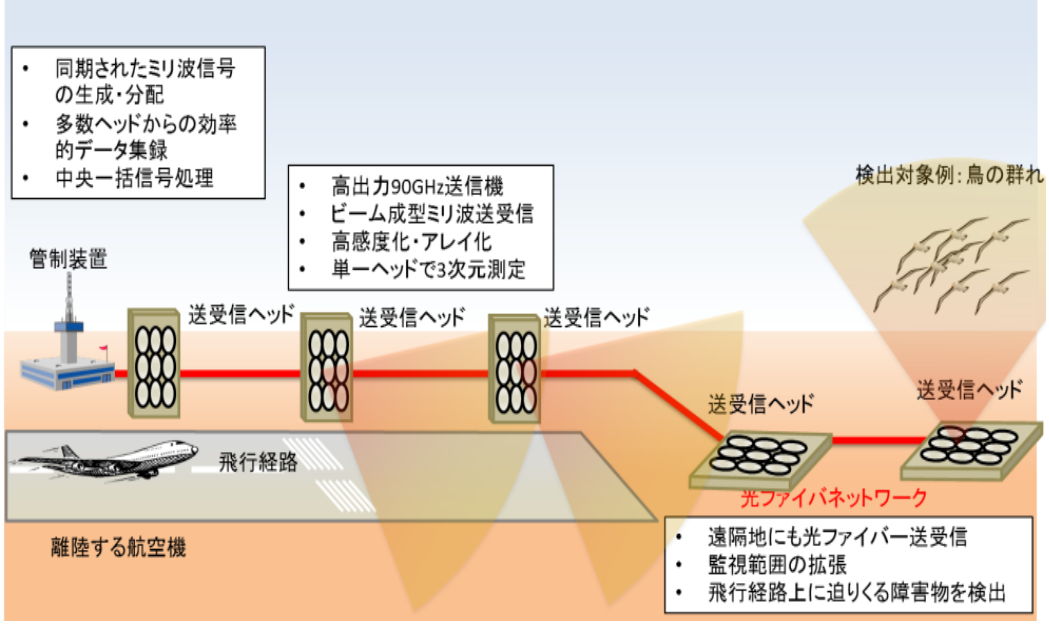 • 同期されたミリ波信号
の生成・分配
• 多数ヘッドからの効率
的データ集録
• 中央一括信号処理
• 高出力90GHz送信機
• ビーム成型ミリ波送受信
• 高感度化・アレイ化
• 単一ヘッドで3次元測定
検出対象例：鳥の群れ
管制装置
送受信ヘッド
送受信ヘッド
送受信ヘッド
送受信ヘッド
送受信ヘッド
飛行経路
光ファイバネットワーク
離陸する航空機
• 遠隔地にも光ファイバー送受信
• 監視範囲の拡張
• 飛行経路上に迫りくる障害物を検出